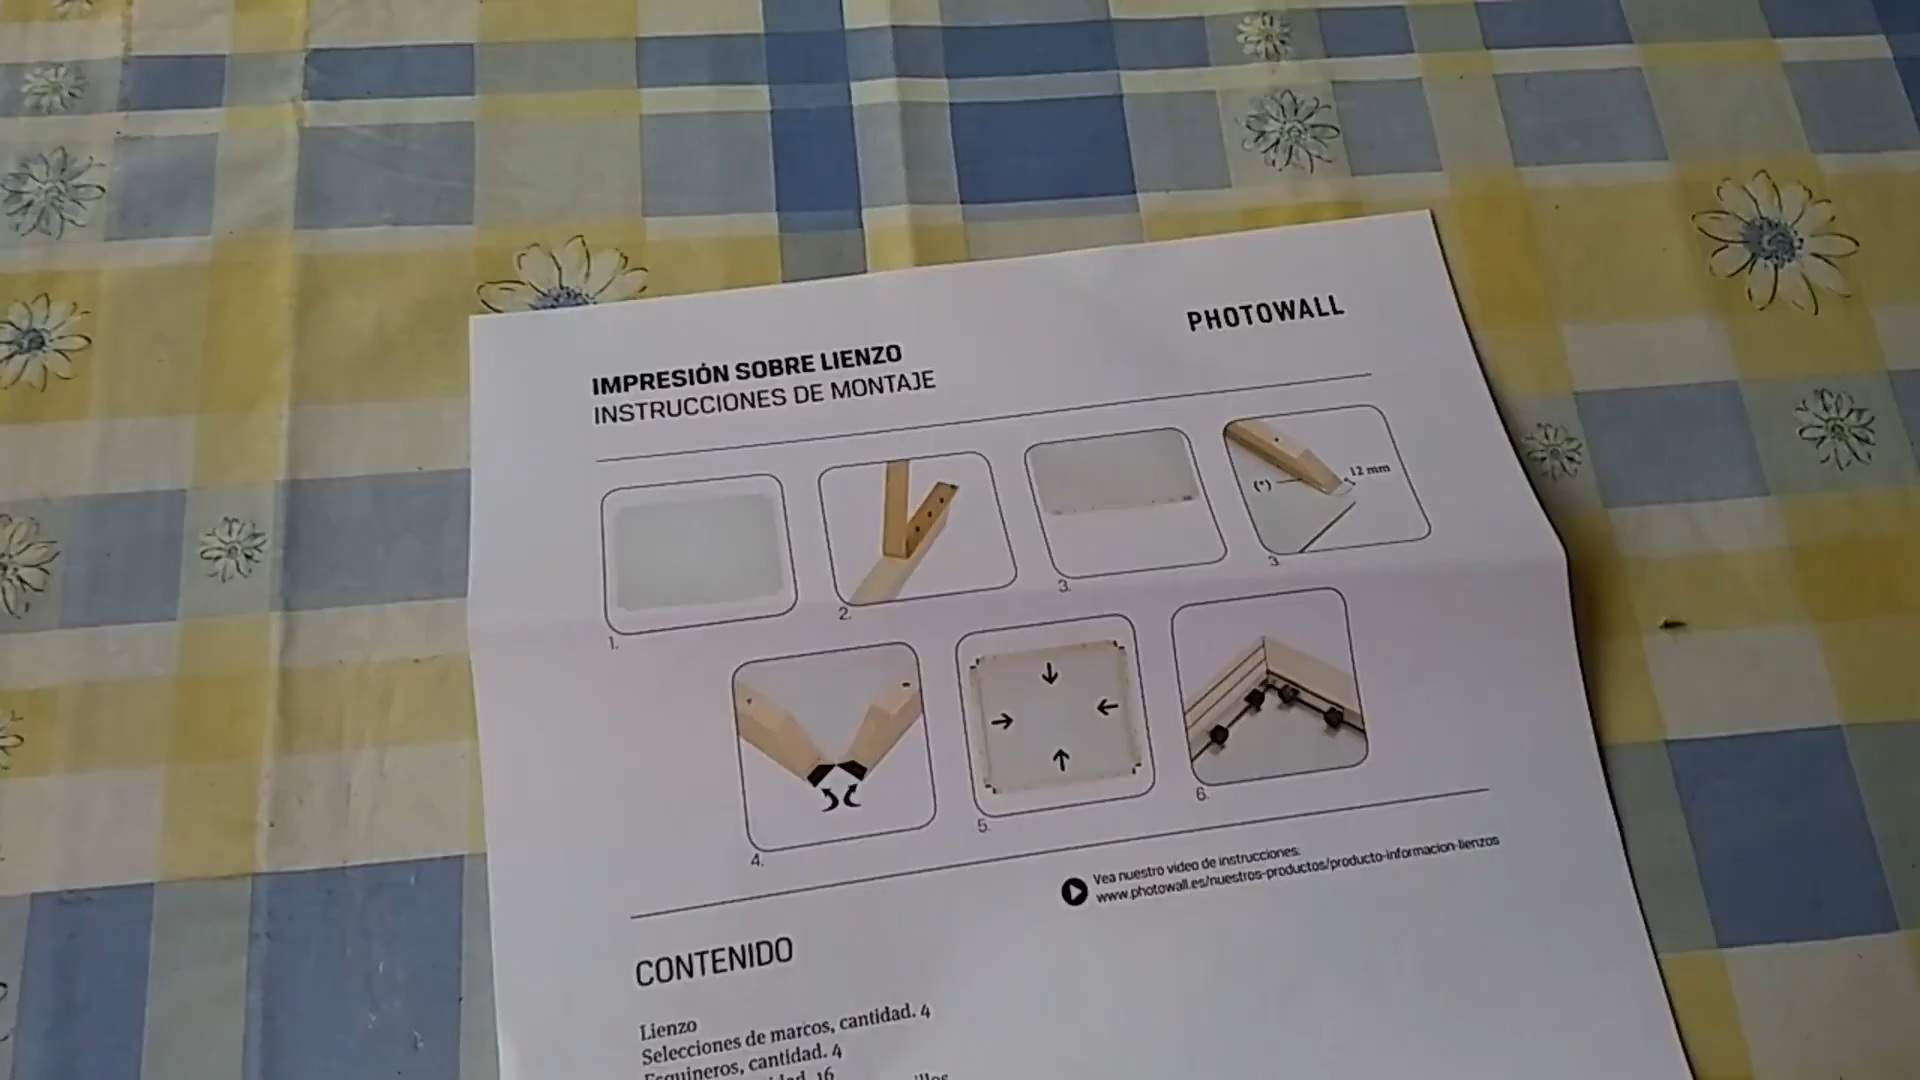 PHOTOWALL
IMPRESIÓN SOBRE LIENZO
INSTRUCCIONES DE MONTAJE
(*)
12 mm
1.
2.
3.
3.
4.
5.
6.
Vea nuestro video de instrucciones:
www.photowall.es/nuestros-productos/producto-informacion-lienzos
CONTENIDO
Lienzo
Selecciones de marcos, cantidad. 4
Esquineros, cantidad. 4
16